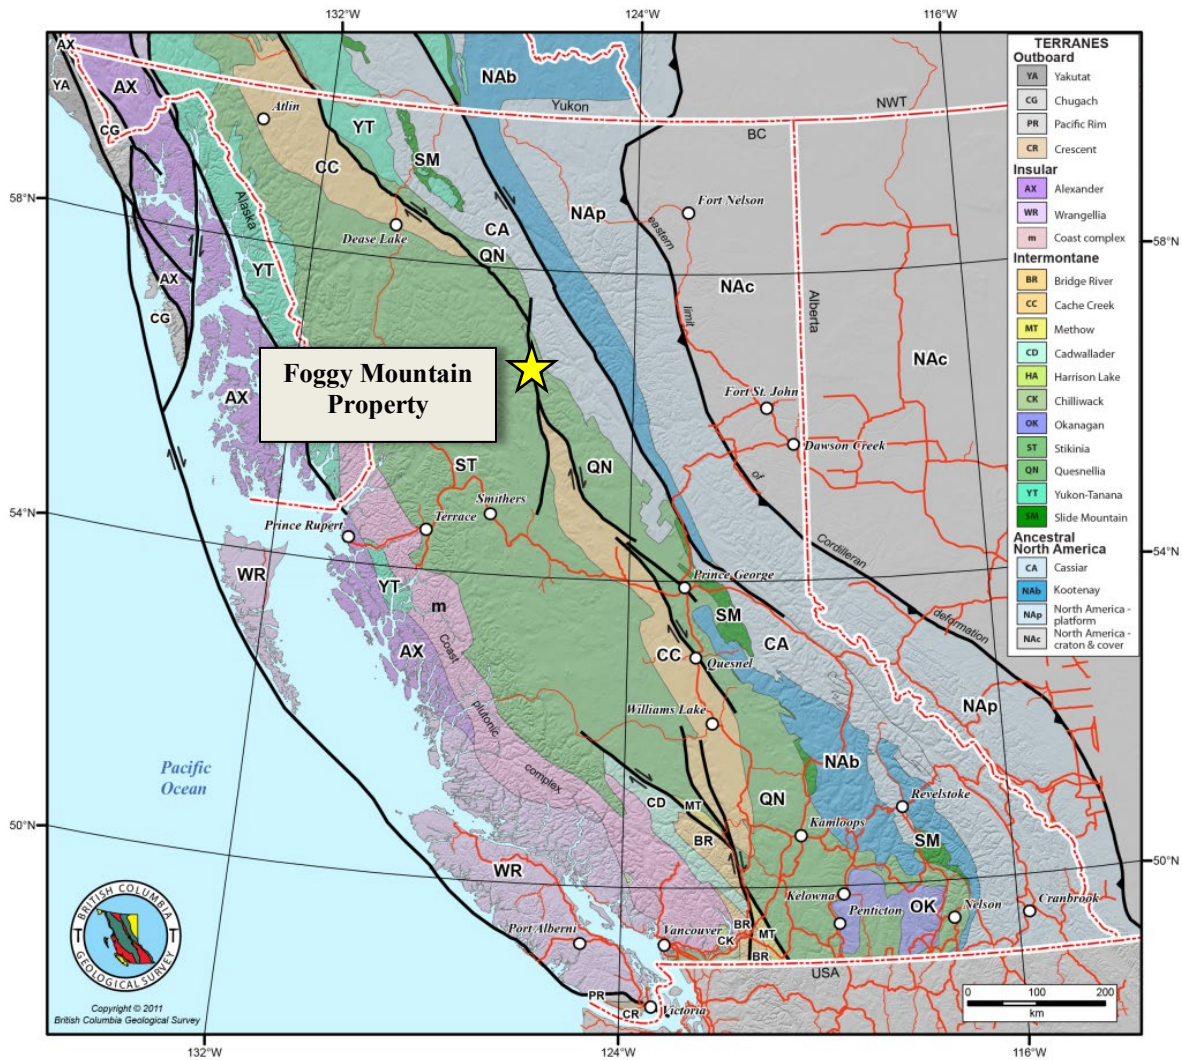 132°W
124°W
116°W
AX
YA
AX
CG
Atlin
YT
CC
SM
NAb
Yukon
NWT
BC
58°N
Alaska
YT
Dease Lake
CA
QN
NAp
Fort Nelson
eastern
limit
of
Cordilleran
deformation
58°N
AX
CG
NAc
Alberta
NAc
Foggy Mountain
Property
AX
Fort St. John
Dawson Creek
ST
QN
Smithers
Terrace
54°N
Prince Rupert
54°N
WR
YT
m
Prince George
SM
CA
AX
Coast
plutonic
complex
CC
Quesnel
NAp
Williams Lake
Pacific
Ocean
NAb
CD
MT
QN
Revelstoke
50°N
Kamloops
BR
SM
50°N
WR
Kelowna
Penticton
OK
Nelson
Cranbrook
Port Alberni
Vancouver
BR
CK
MT
BR
USA
PR
CR
Victoria
TERRANES
Outboard
YA Yakutat
CG Chugach
PR Pacific Rim
CR Crescent
Insular
AX Alexander
WR Wrangellia
m Coast complex
Intermontane
BR Bridge River
CC Cache Creek
MT Methow
CD Cadwallader
HA Harrison Lake
CK Chilliwack
OK Okanagan
ST Stikinia
QN Quesnellia
YT Yukon-Tanana
SM Slide Mountain
Ancestral
North America
CA Cassiar
NAb Kootenay
NAp North America -
platform
NAc North America -
craton & cover
BRITISH COLUMBIA
GEOLOGICAL SURVEY
Copyright © 2011
British Columbia Geological Survey
0 100 200
km
132°W
124°W
116°W